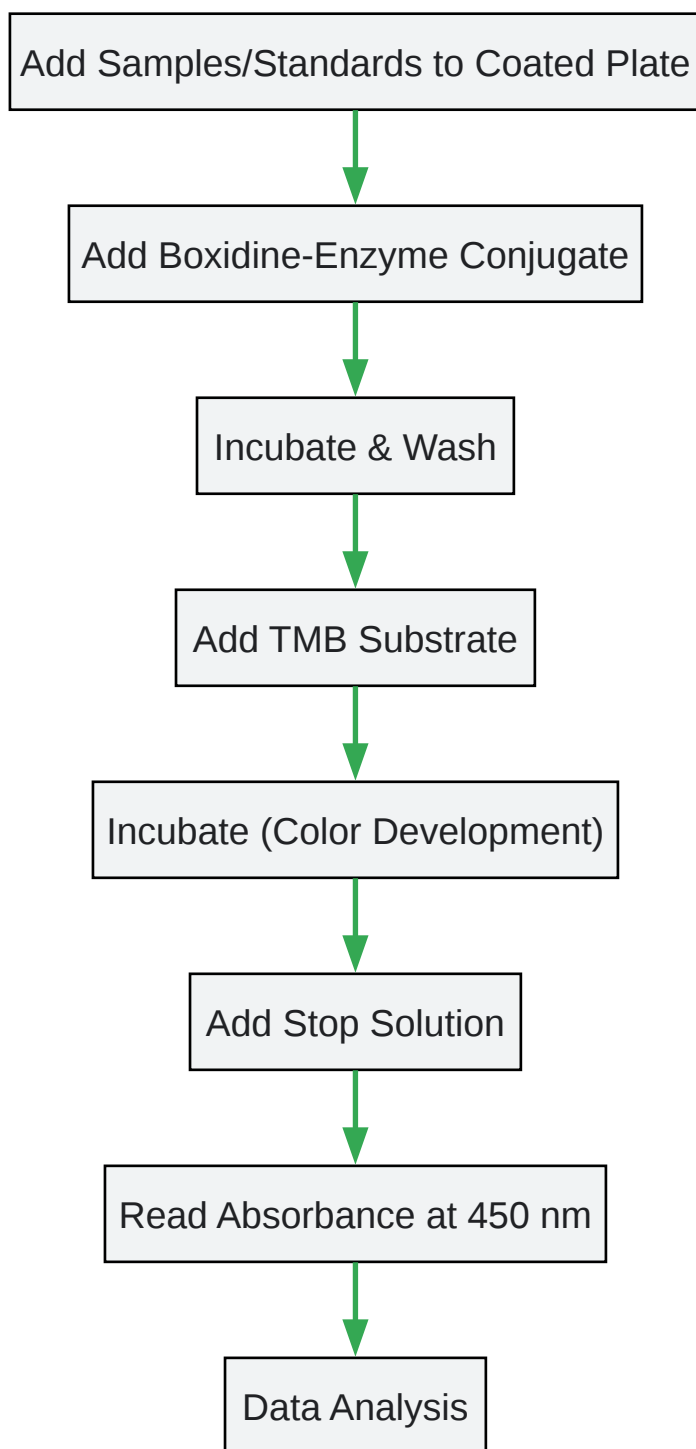 Add Samples/Standards to Coated Plate
Add Boxidine-Enzyme Conjugate
Incubate & Wash
Add TMB Substrate
Incubate (Color Development)
Add Stop Solution
Read Absorbance at 450 nm
Data Analysis